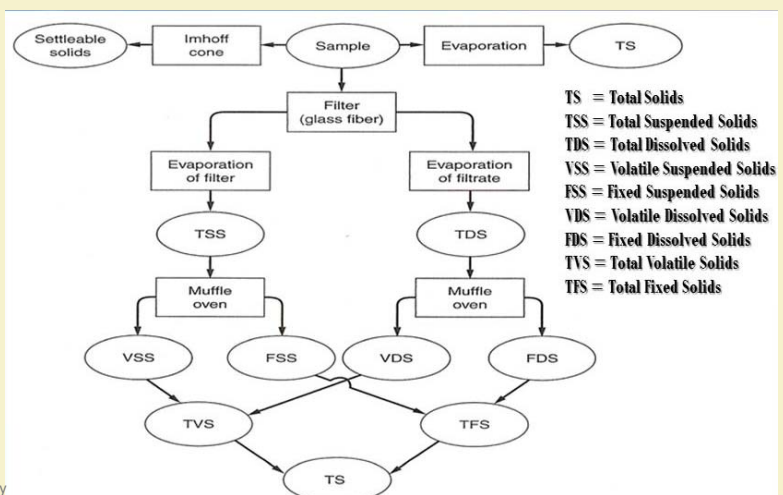 Settleable
solids
Imhoff
cone
Sample
Evaporation
TS
Filter
(glass fiber)
Evaporation
of filter
Evaporation
of filtrate
TSS
TDS
Muffle
oven
Muffle
oven
VSS
FSS
VDS
FDS
TVS
TFS
TS
TS = Total Solids
TSS = Total Suspended Solids
TDS = Total Dissolved Solids
VSS = Volatile Suspended Solids
FSS = Fixed Suspended Solids
VDS = Volatile Dissolved Solids
FDS = Fixed Dissolved Solids
TVS = Total Volatile Solids
TFS = Total Fixed Solids
y